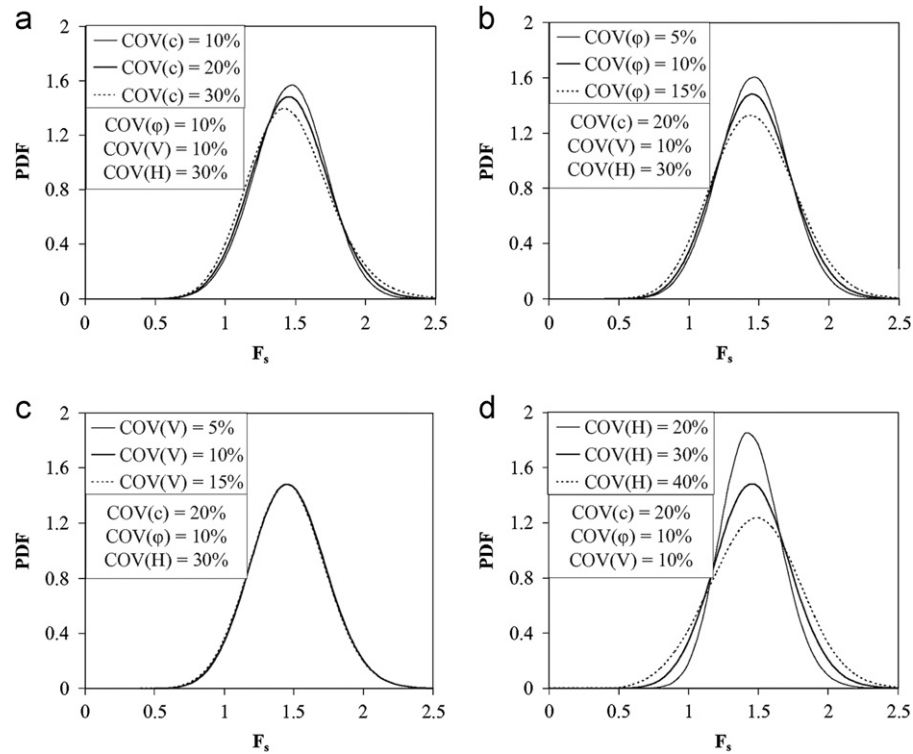 a
2
COV(c) = 10%
COV(c) = 20%
COV(c) = 30%
COV(φ) = 10%
COV(V) = 10%
COV(H) = 30%
1.6
1.2
0.8
0.4
0
PDF
0 0.5 1 1.5 2 2.5
Fs
b
2
COV(φ) = 5%
COV(φ) = 10%
COV(φ) = 15%
COV(c) = 20%
COV(V) = 10%
COV(H) = 30%
1.6
1.2
0.8
0.4
0
PDF
0 0.5 1 1.5 2 2.5
Fs
c
2
COV(V) = 5%
COV(V) = 10%
COV(V) = 15%
COV(c) = 20%
COV(φ) = 10%
COV(H) = 30%
1.6
1.2
0.8
0.4
0
PDF
0 0.5 1 1.5 2 2.5
Fs
d
2
COV(H) = 20%
COV(H) = 30%
COV(H) = 40%
COV(c) = 20%
COV(φ) = 10%
COV(V) = 10%
1.6
1.2
0.8
0.4
0
PDF
0 0.5 1 1.5 2 2.5
Fs